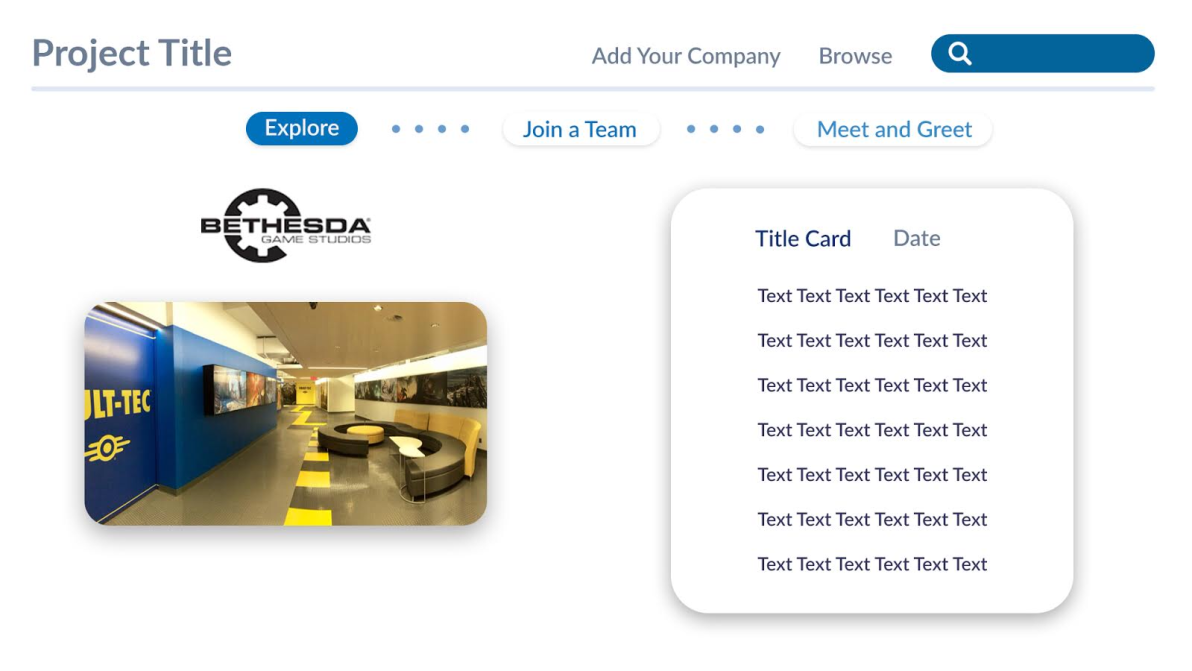 Project Title
Add Your Company
Browse
Explore
Join a Team
Meet and Greet
BETHESDA®
GAME STUDIOS
ULT-TEC
Title Card
Date
Text Text Text Text Text Text
Text Text Text Text Text Text
Text Text Text Text Text Text
Text Text Text Text Text Text
Text Text Text Text Text Text
Text Text Text Text Text Text
Text Text Text Text Text Text